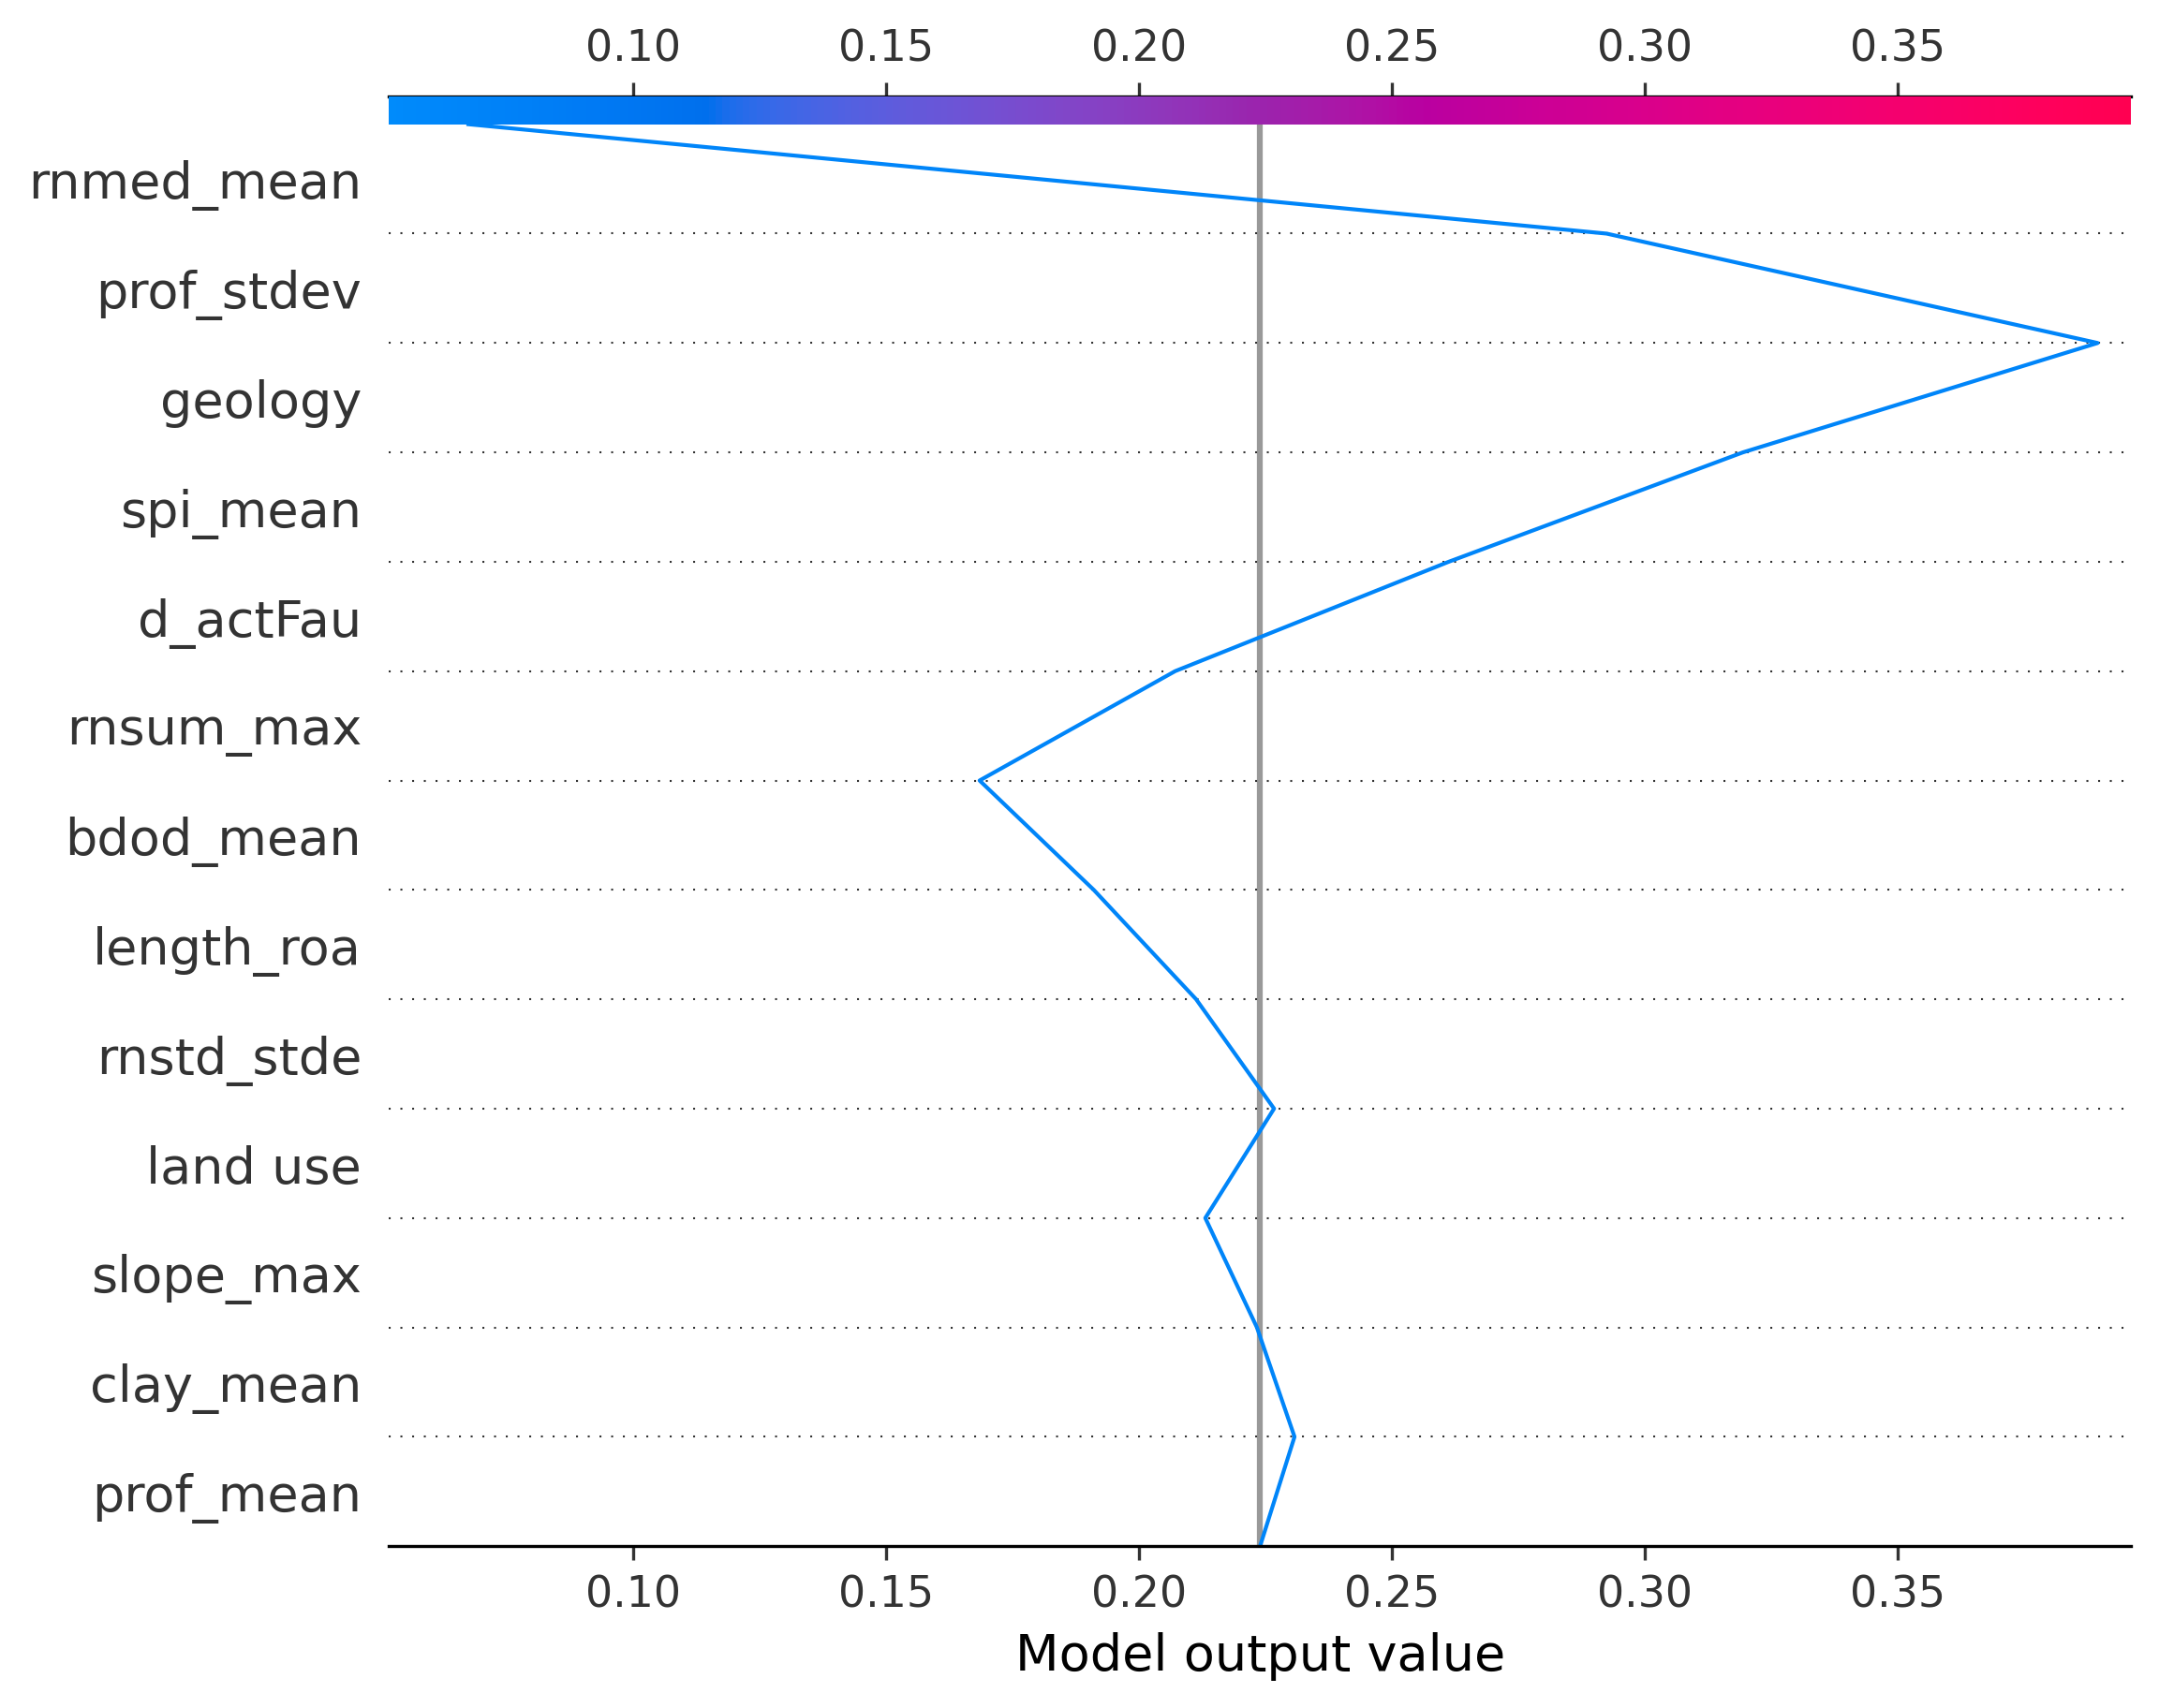 0.10 0.15 0.20 0.25 0.30 0.35
rnmed_mean
prof_stdev
geology
spi_mean
d_actFau
rnsum_max
bdod_mean
length_roa
rnstd_stde
land use
slope_max
clay_mean
prof_mean
0.10 0.15 0.20 0.25 0.30 0.35
Model output value